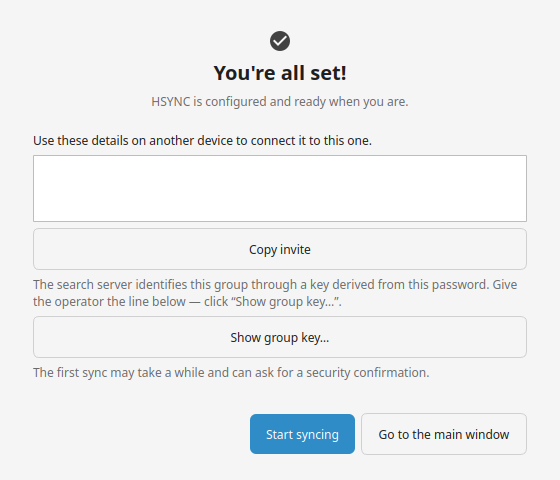 You're all set!
HSYNC is configured and ready when you are.
Use these details on another device to connect it to this one.
Copy invite
The search server identifies this group through a key derived from this password. Give
the operator the line below — click “Show group key…”.
Show group key...
The first sync may take a while and can ask for a security confirmation.
Start syncing
Go to the main window